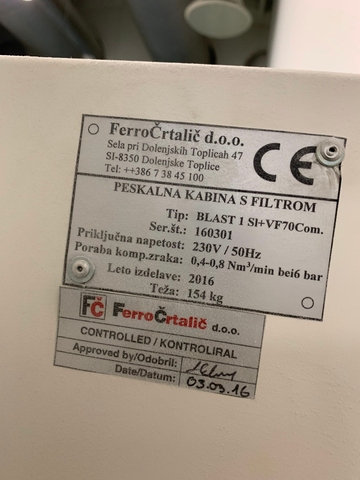 FerroČrtalič d.o.o.
Sela pri Dolenjskih Toplicah 47
SI-8350 Dolenjske Toplice
Tel: ++386 7 38 45 100
CE
PESKALNA KABINA S FILTROM
Tip: BLAST 1 Sl+VF70Com.
Ser.št.: 160301
Priključna napetost: 230V / 50Hz
Poraba komp.zraka: 0,4-0,8 Nm³/min bei6 bar
Leto izdelave: 2016
Teža: 154 kg
FČ FerroČrtalič d.o.o.
CONTROLLED / KONTROLIRAL
Approved by/Odobril:
Date/Datum: 03.03.16